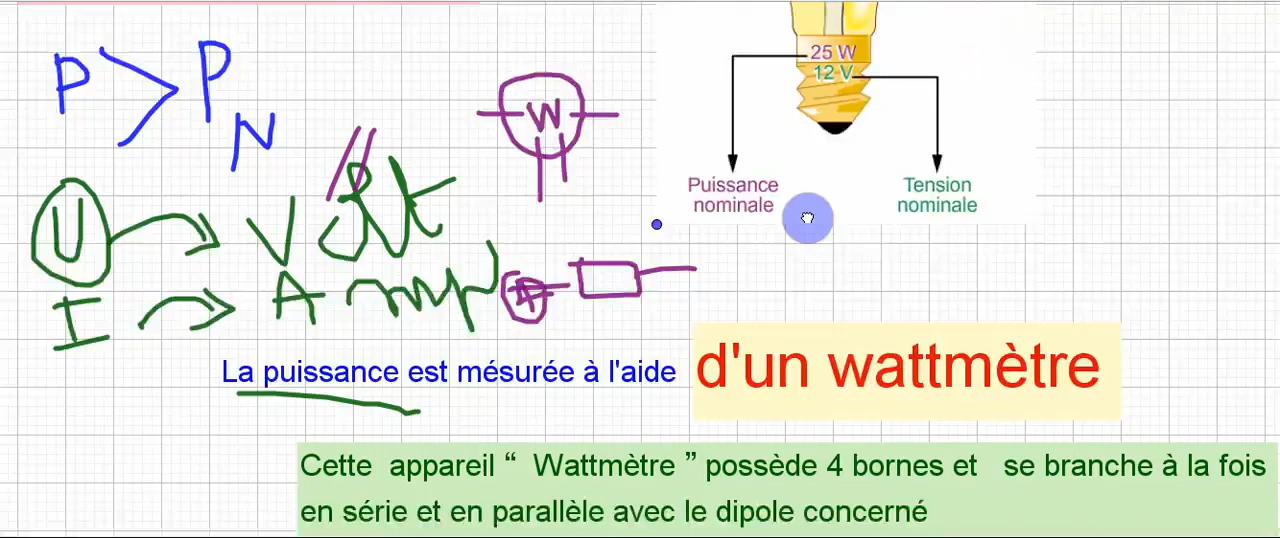 P > P
N
25 W
12 V
W
Puissance
nominale
Tension
nominale
U → Volt
I → Amp
A
La puissance est mésurée à l'aide d'un wattmètre
Cette appareil “ Wattmètre ” possède 4 bornes et se branche à la fois
en série et en parallèle avec le dipole concerné